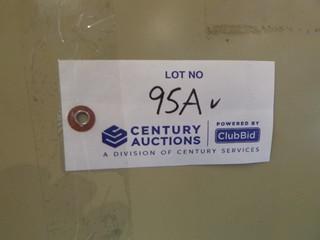 LOT NO
95A
CENTURY AUCTIONS
POWERED BY
ClubBid
A DIVISION OF CENTURY SERVICES